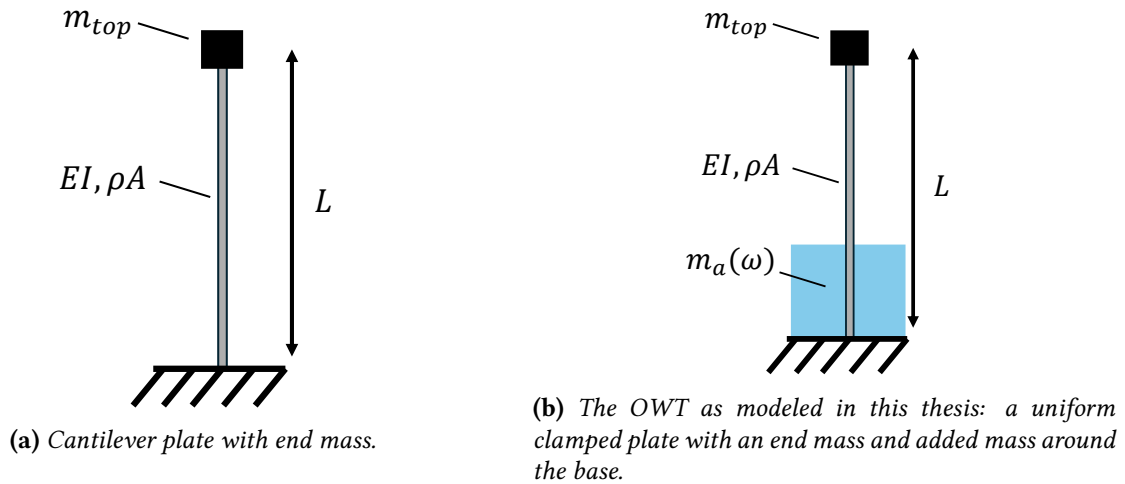 m_top
EI, ρA
L
(a) Cantilever plate with end mass.
m_top
EI, ρA
L
m_a(ω)
(b) The OWT as modeled in this thesis: a uniform
clamped plate with an end mass and added mass around
the base.